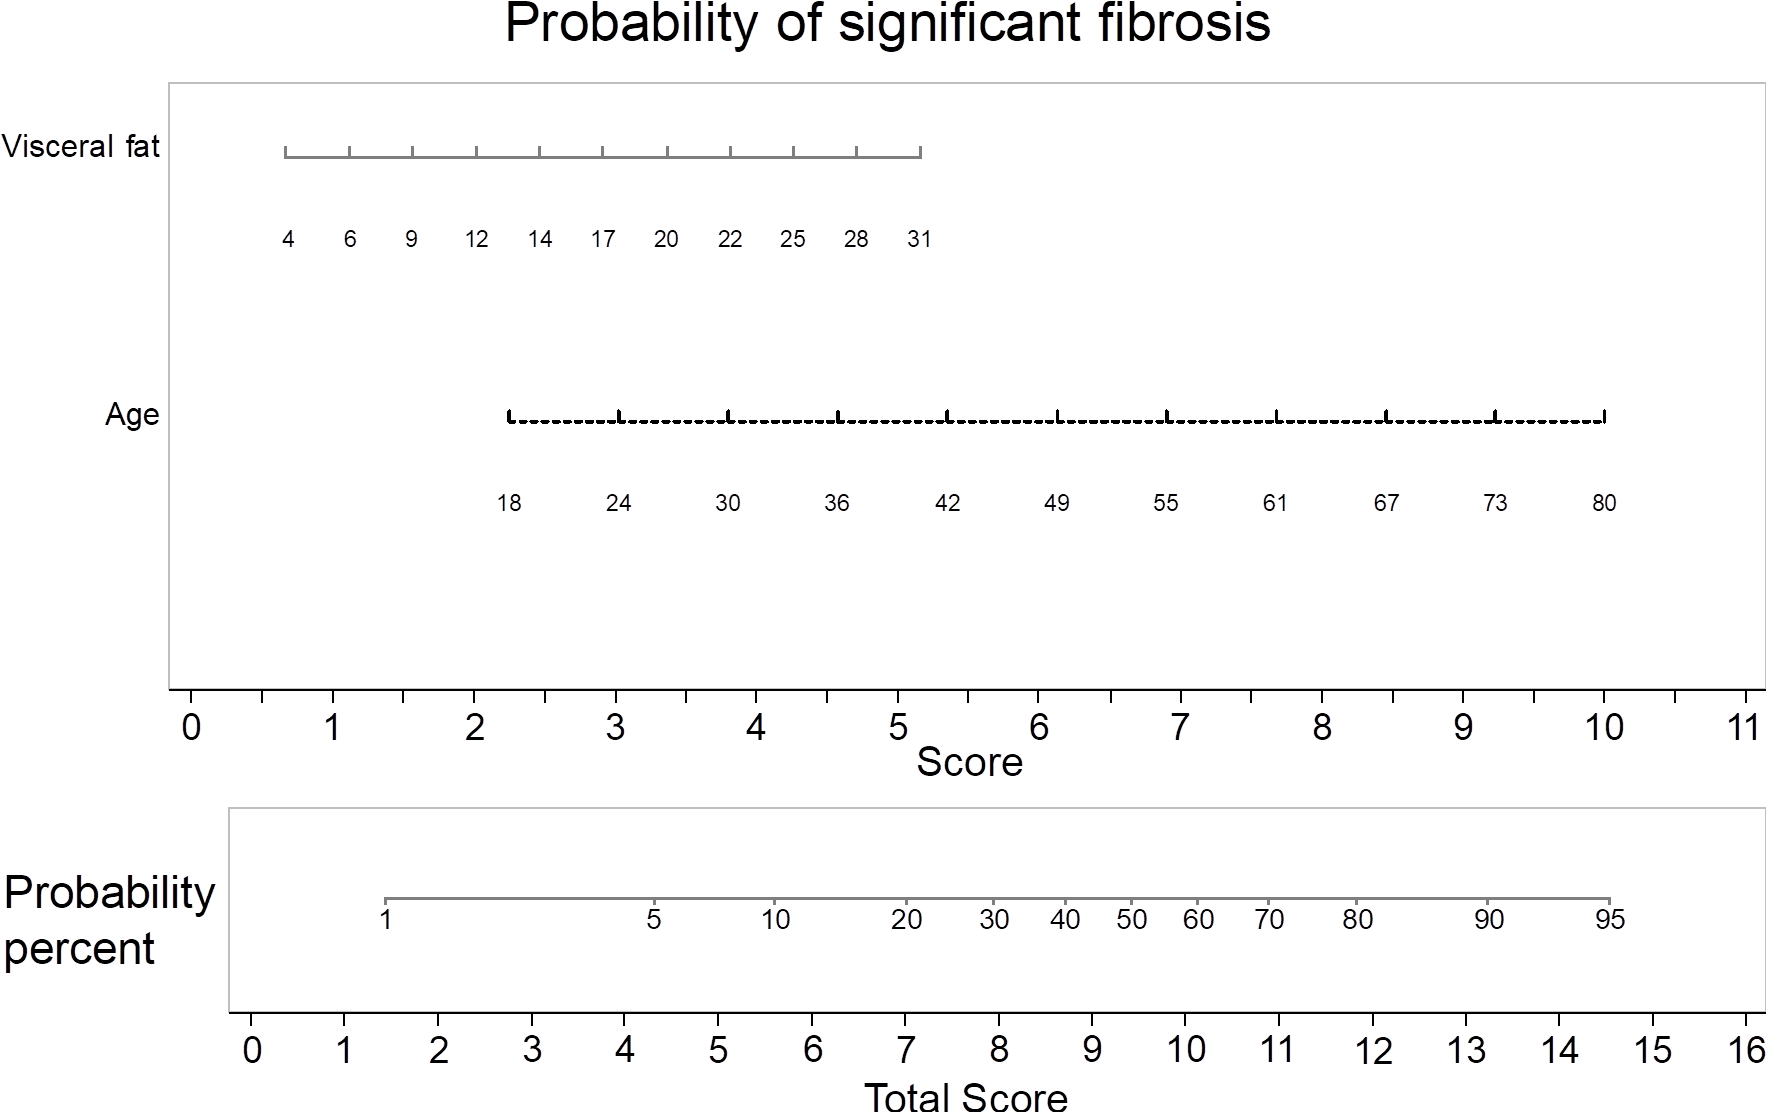 Probability of significant fibrosis
Visceral fat
4 6 9 12 14 17 20 22 25 28 31
Age
18 24 30 36 42 49 55 61 67 73 80
0 1 2 3 4 5 6 7 8 9 10 11
Score
Probability
percent
1 5 10 20 30 40 50 60 70 80 90 95
0 1 2 3 4 5 6 7 8 9 10 11 12 13 14 15 16
Total Score